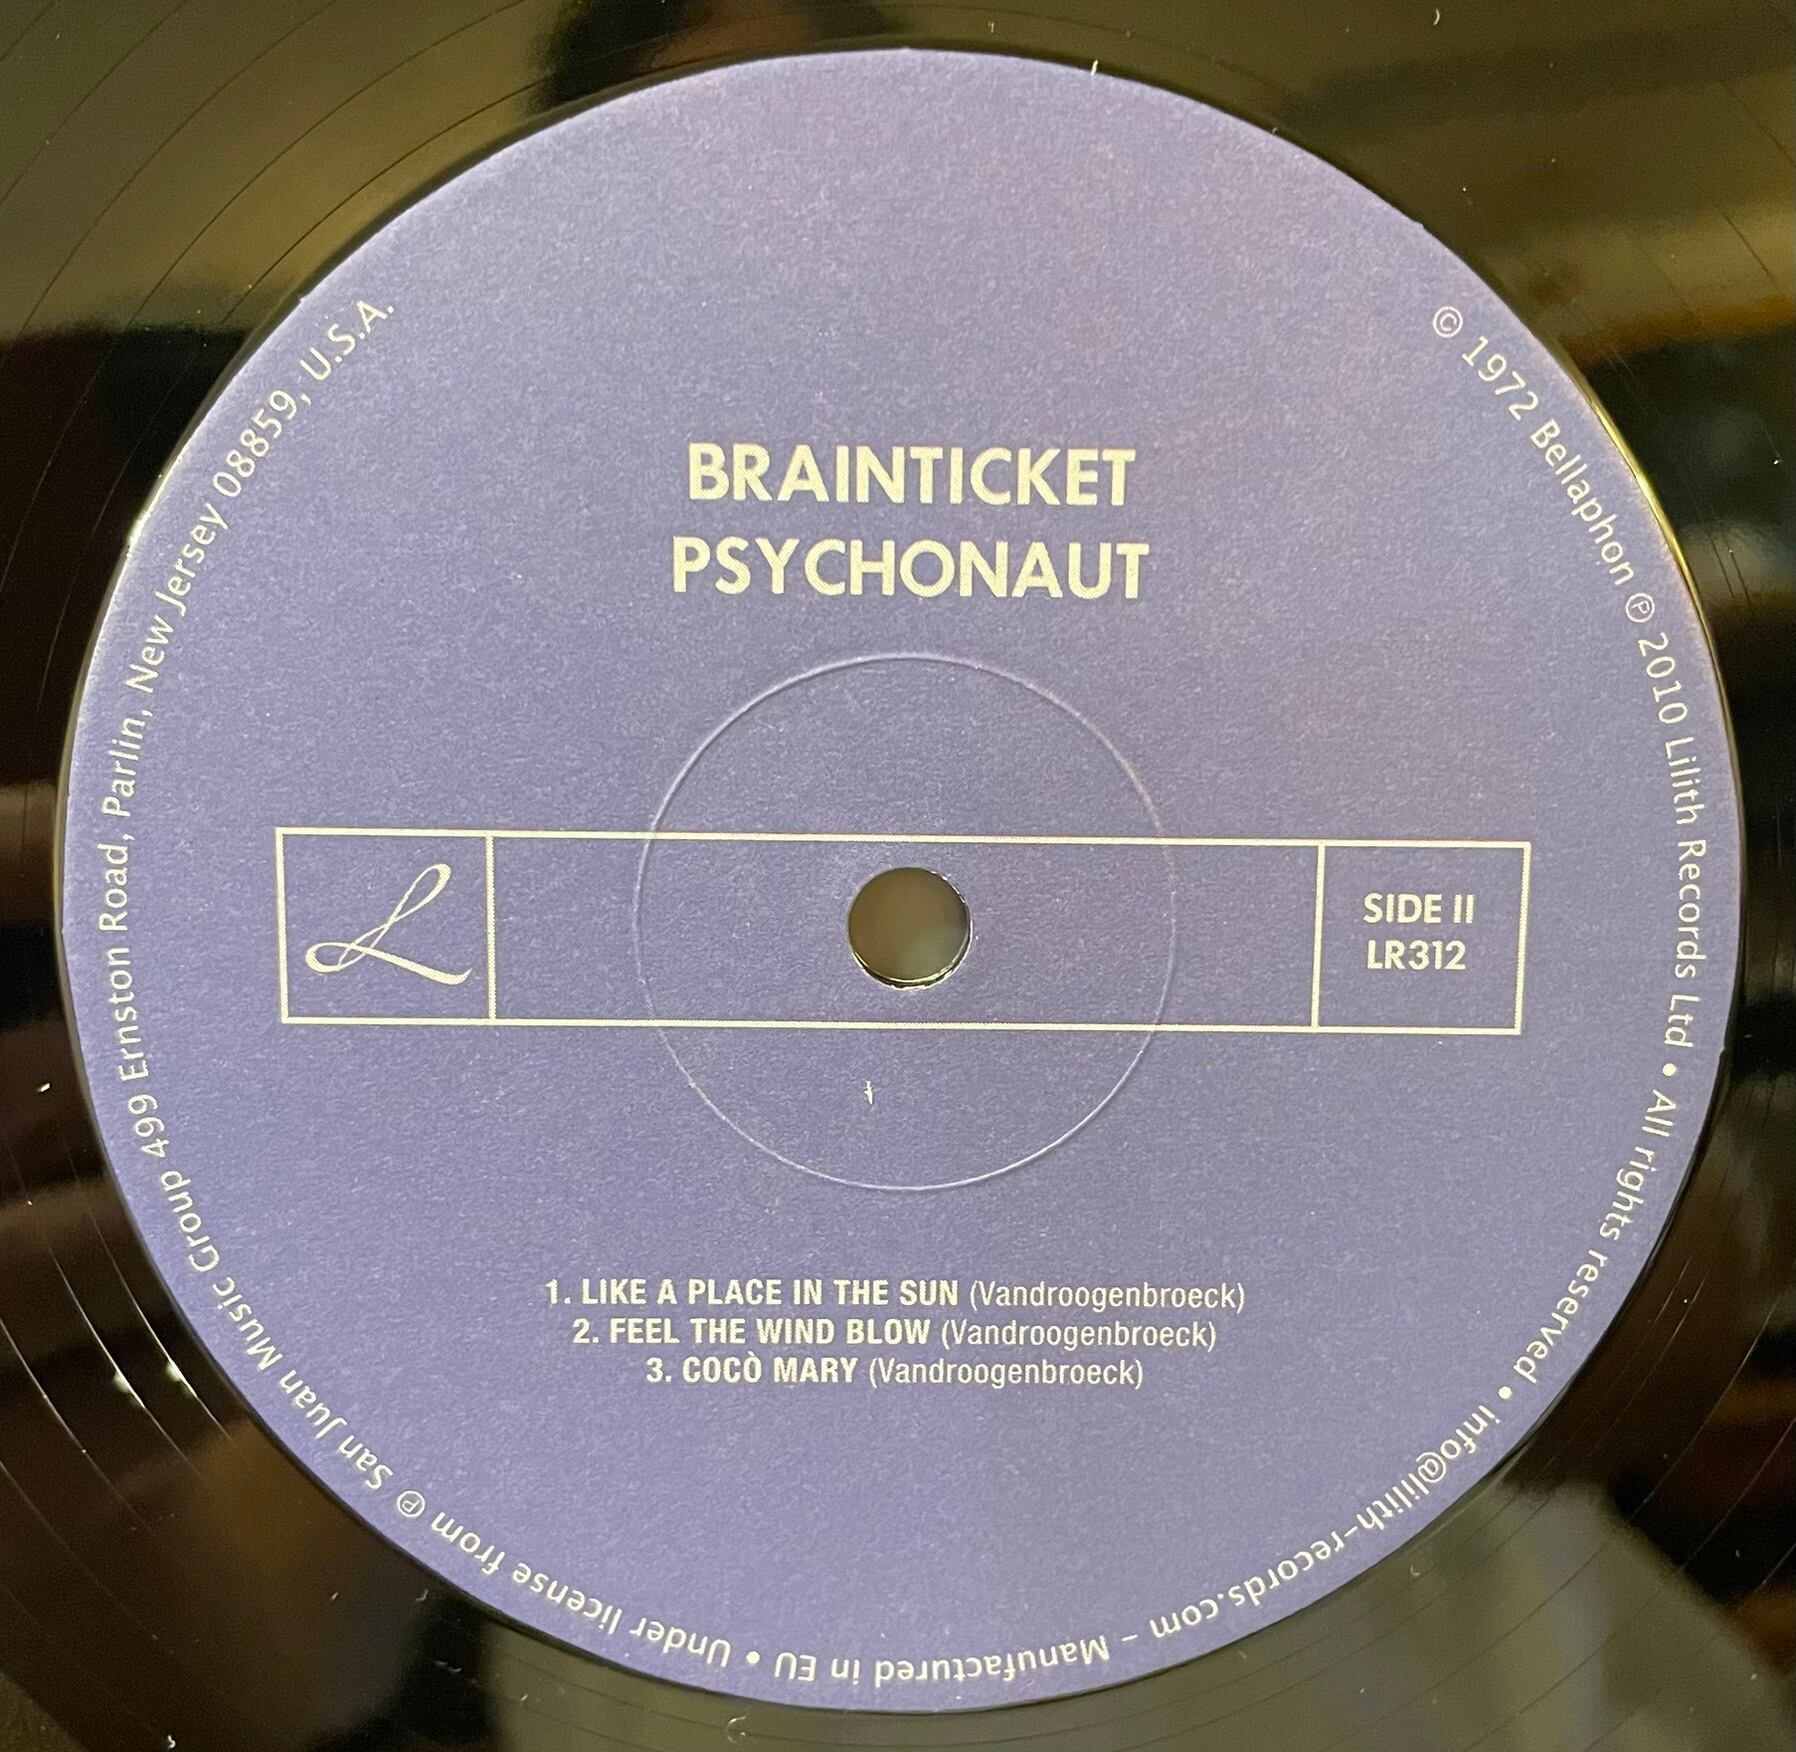 BRAINTICKET
PSYCHONAUT
L
SIDE II
LR312
1. LIKE A PLACE IN THE SUN (Vandroogenbroeck)
2. FEEL THE WIND BLOW (Vandroogenbroeck)
3. COCÒ MARY (Vandroogenbroeck)
© 1972 Bellaphon ℗ 2010 Lilith Records Ltd • All rights reserved • info@lilith-records.com – Manufactured in EU • Under license from ℗ San Juan Music Group 499 Ernston Road, Parlin, New Jersey 08859, U.S.A.